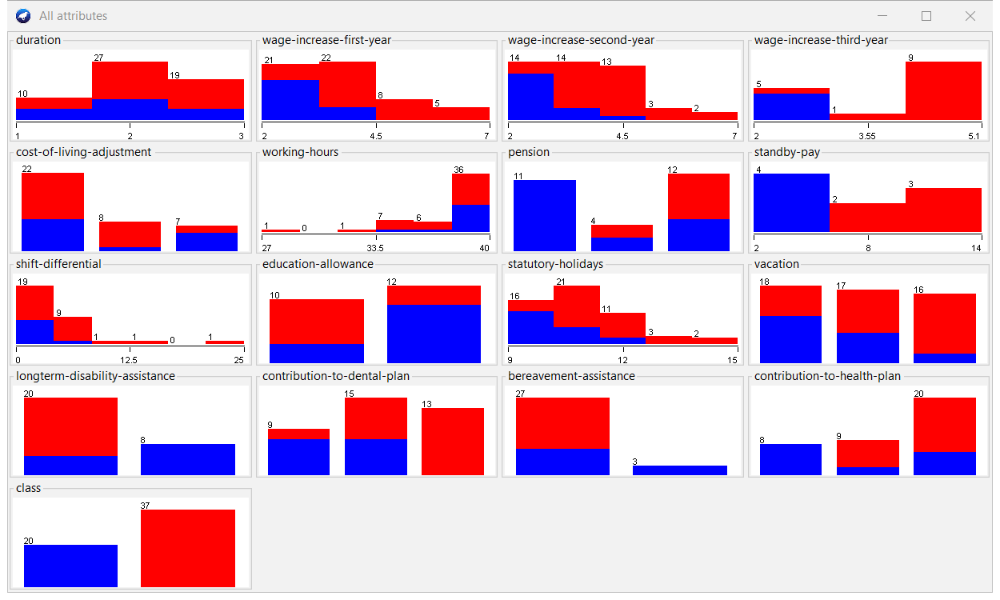 All attributes
duration
10 27 19
1 2 3
wage-increase-first-year
21 22 8 5
2 4.5 7
wage-increase-second-year
14 14 13 3 2
2 4.5 7
wage-increase-third-year
5 1 9
2 3.55 5.1
cost-of-living-adjustment
22 8 7
working-hours
1 0 1 7 6 36
27 33.5 40
pension
11 4 12
standby-pay
4 2 3
2 8 14
shift-differential
19 9 1 1 0 1
0 12.5 25
education-allowance
10 12
statutory-holidays
16 21 11 3 2
9 12 15
vacation
18 17 16
longterm-disability-assistance
20 8
contribution-to-dental-plan
9 15 13
bereavement-assistance
27 3
contribution-to-health-plan
8 9 20
class
20 37